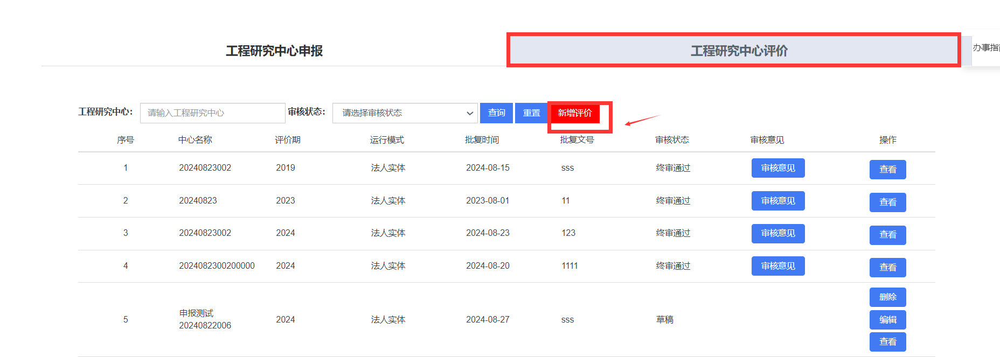 工程研究中心申报
工程研究中心评价
办事指南
工程研究中心： 请输入工程研究中心 审核状态： 请选择审核状态 查询 重置 新增评价
序号 中心名称 评价期 运行模式 批复时间 批复文号 审核状态 审核意见 操作
1 20240823002 2019 法人实体 2024-08-15 sss 终审通过 审核意见 查看
2 20240823 2023 法人实体 2023-08-01 11 终审通过 审核意见 查看
3 20240823002 2024 法人实体 2024-08-23 123 终审通过 审核意见 查看
4 2024082300200000 2024 法人实体 2024-08-20 1111 终审通过 审核意见 查看
5 申报测试 2024 法人实体 2024-08-27 sss 草稿 删除
20240822006 编辑
查看